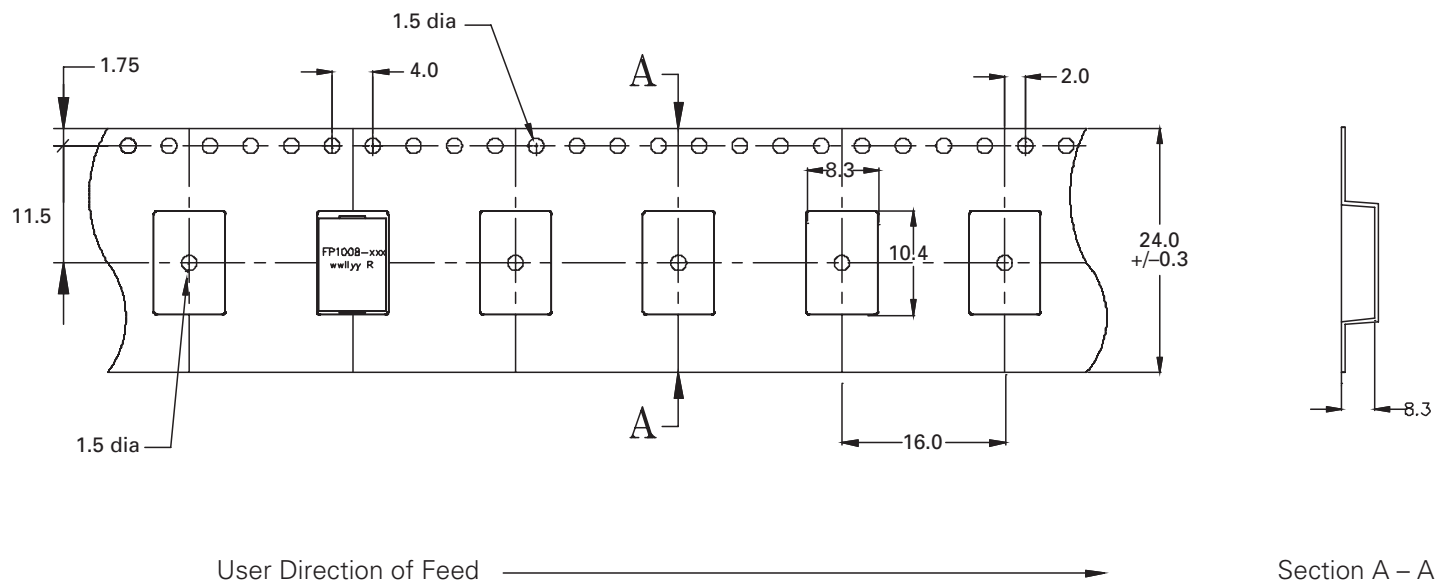 1.5 dia
1.75
4.0
A
2.0
8.3
11.5
FP1008-xxx
wwllyy R
10.4
24.0
+/–0.3
A
8.3
1.5 dia
16.0
User Direction of Feed
Section A – A